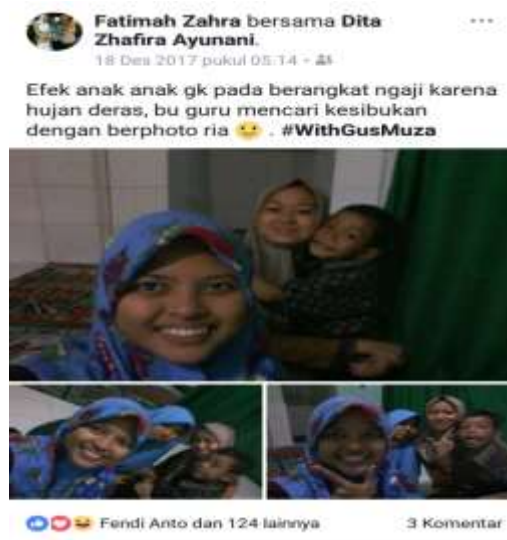 Fatimah Zahra bersama Dita
Zhafira Ayunani.
18 Des 2017 pukul 05.14 •
Efek anak anak gk pada berangkat ngaji karena
hujan deras, bu guru mencari kesibukan
dengan berphoto ria 🙂 . #WithGusMuza
Fendi Anto dan 124 lainnya
3 Komentar